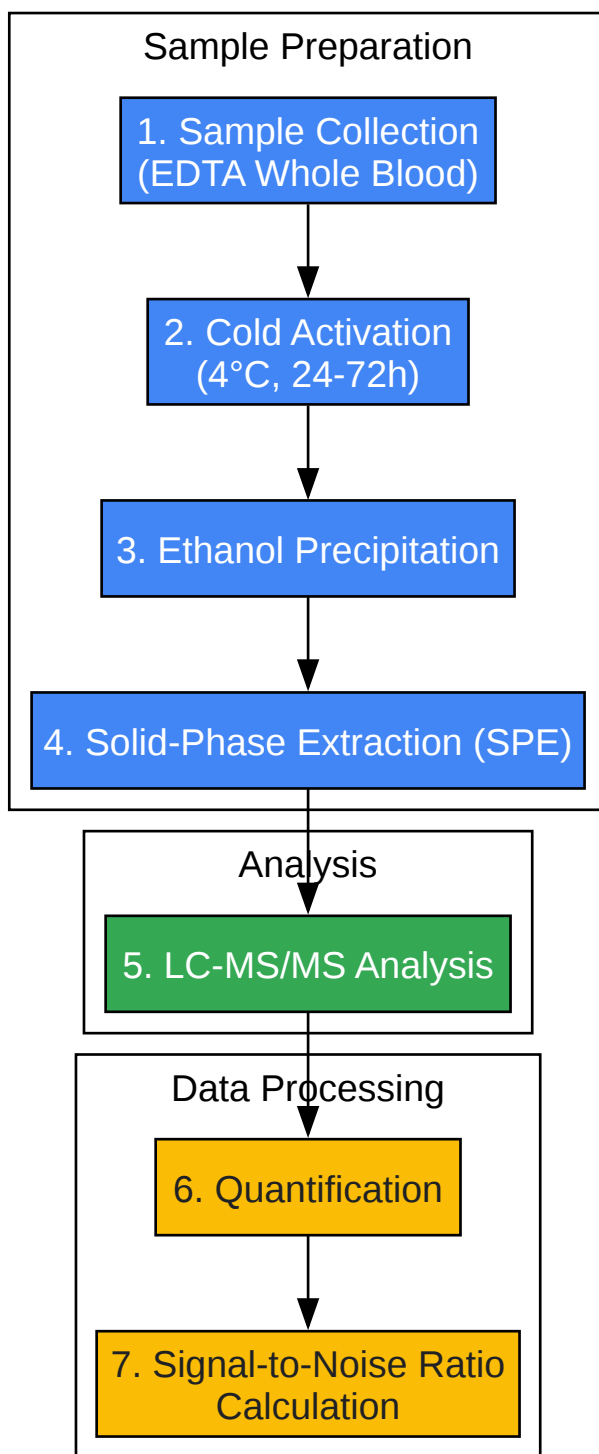 Sample Preparation
1. Sample Collection
(EDTA Whole Blood)
2. Cold Activation
(4°C, 24-72h)
3. Ethanol Precipitation
4. Solid-Phase Extraction (SPE)
Analysis
5. LC-MS/MS Analysis
Data Processing
6. Quantification
7. Signal-to-Noise Ratio
Calculation